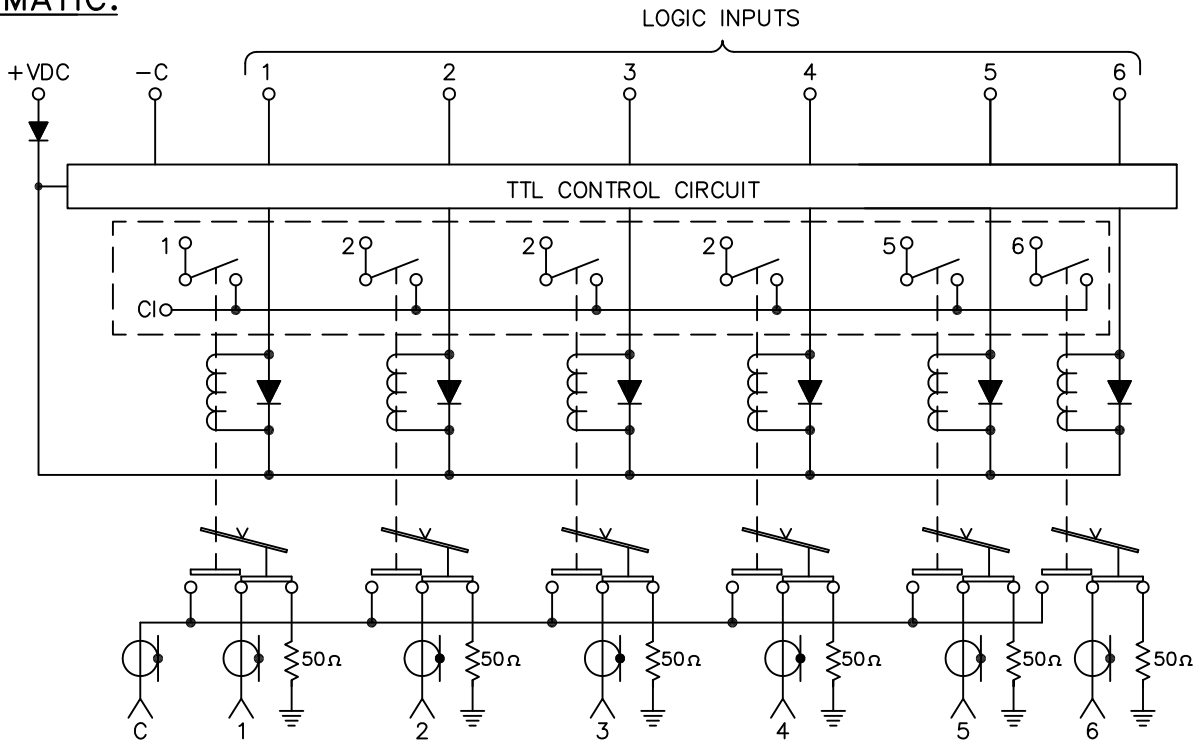 MATIC:
LOGIC INPUTS
+VDC -C 1 2 3 4 5 6
TTL CONTROL CIRCUIT
1 2 2 2 5 6
CI
50Ω 50Ω 50Ω 50Ω 50Ω 50Ω
C 1 2 3 4 5 6